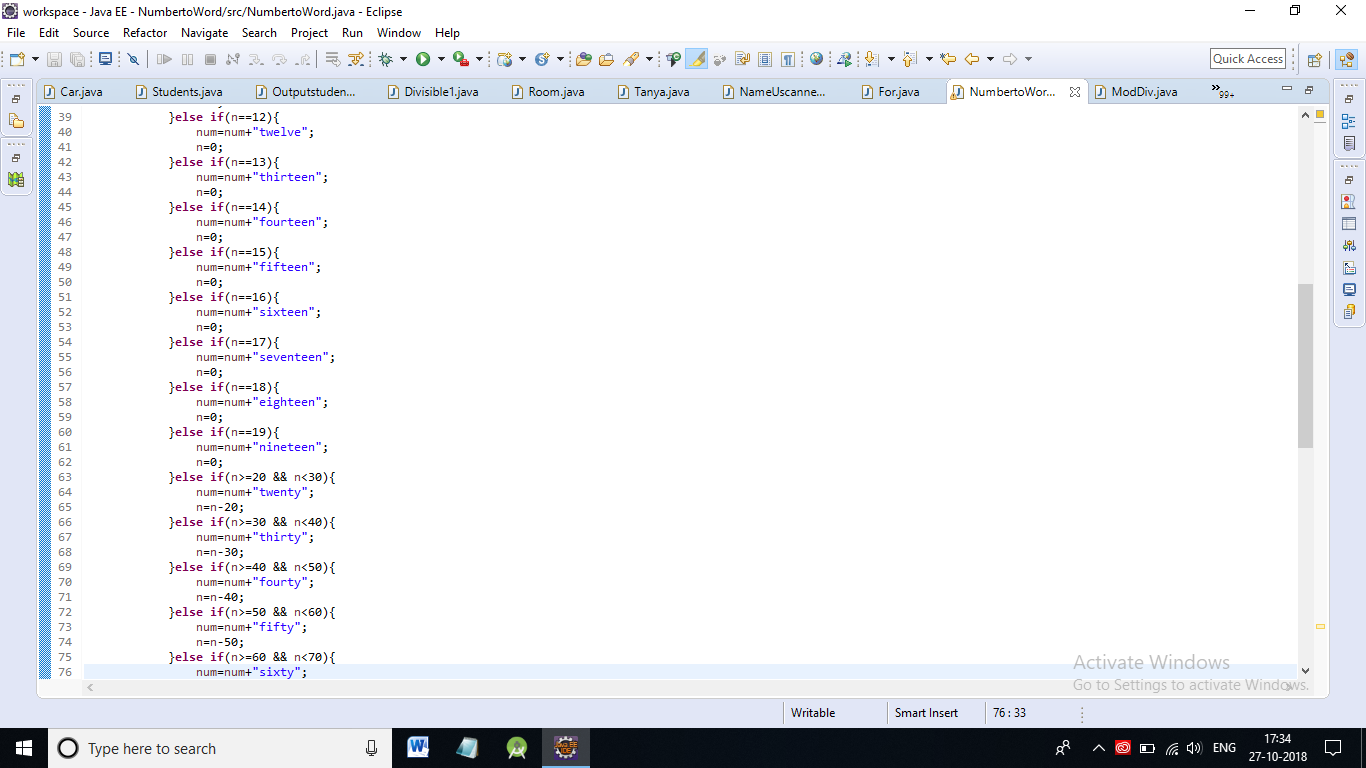 workspace - Java EE - NumbertoWord/src/NumbertoWord.java - Eclipse
File Edit Source Refactor Navigate Search Project Run Window Help
Quick Access
Car.java Students.java Outputstuden... Divisible1.java Room.java Tanya.java NameUscanne... For.java NumbertoWor... ModDiv.java »99+
39 }else if(n==12){
40 num=num+"twelve";
41 n=0;
42 }else if(n==13){
43 num=num+"thirteen";
44 n=0;
45 }else if(n==14){
46 num=num+"fourteen";
47 n=0;
48 }else if(n==15){
49 num=num+"fifteen";
50 n=0;
51 }else if(n==16){
52 num=num+"sixteen";
53 n=0;
54 }else if(n==17){
55 num=num+"seventeen";
56 n=0;
57 }else if(n==18){
58 num=num+"eighteen";
59 n=0;
60 }else if(n==19){
61 num=num+"nineteen";
62 n=0;
63 }else if(n>=20 && n<30){
64 num=num+"twenty";
65 n=n-20;
66 }else if(n>=30 && n<40){
67 num=num+"thirty";
68 n=n-30;
69 }else if(n>=40 && n<50){
70 num=num+"fourty";
71 n=n-40;
72 }else if(n>=50 && n<60){
73 num=num+"fifty";
74 n=n-50;
75 }else if(n>=60 && n<70){
76 num=num+"sixty";
Activate Windows
Go to Settings to activate Windows.
Writable Smart Insert 76 : 33
Type here to search
ENG
17:34
27-10-2018